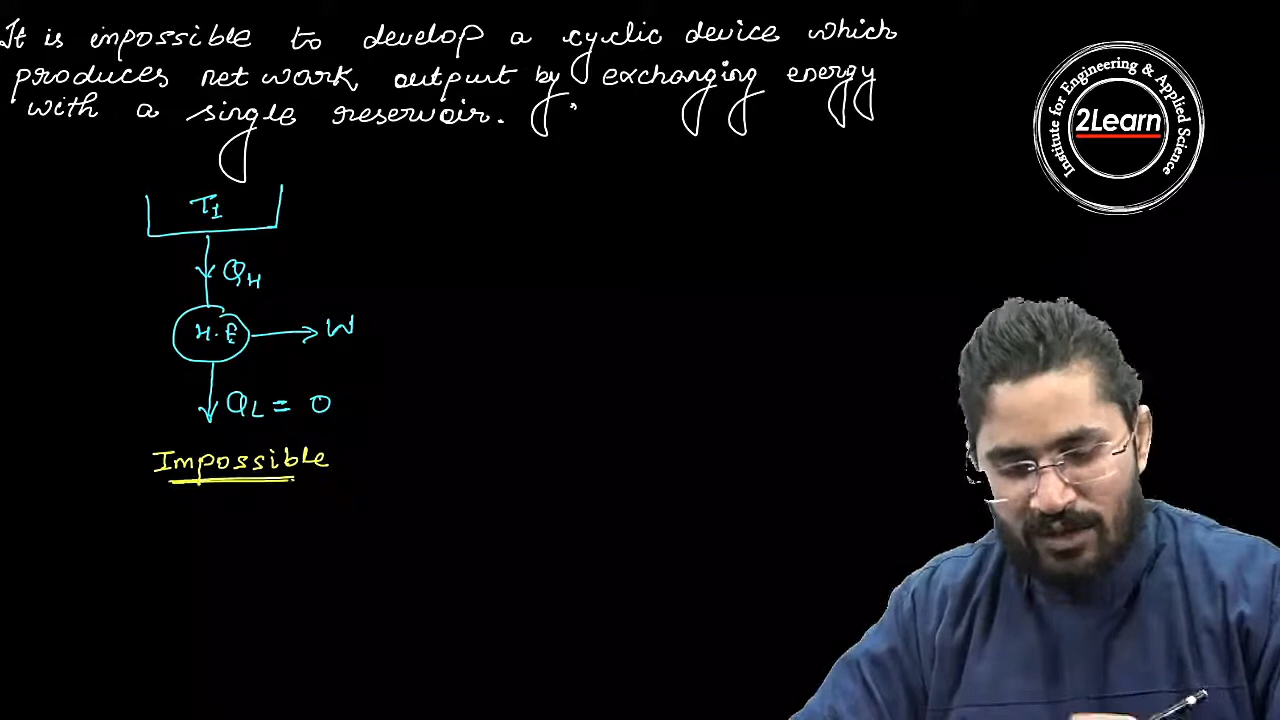 It is impossible to develop a cyclic device which
produces net work output by exchanging energy
with a single reservoir.
T1
QH
H.E
W
QL = 0
Impossible
Institute for Engineering & Applied Science
2Learn